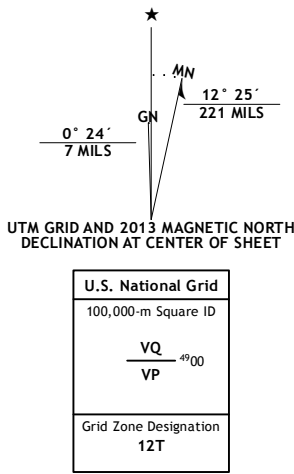 ★
MN
GN
12° 25´
221 MILS
0° 24´
7 MILS
UTM GRID AND 2013 MAGNETIC NORTH
DECLINATION AT CENTER OF SHEET
U.S. National Grid
100,000-m Square ID
VQ
4900
VP
Grid Zone Designation
12T